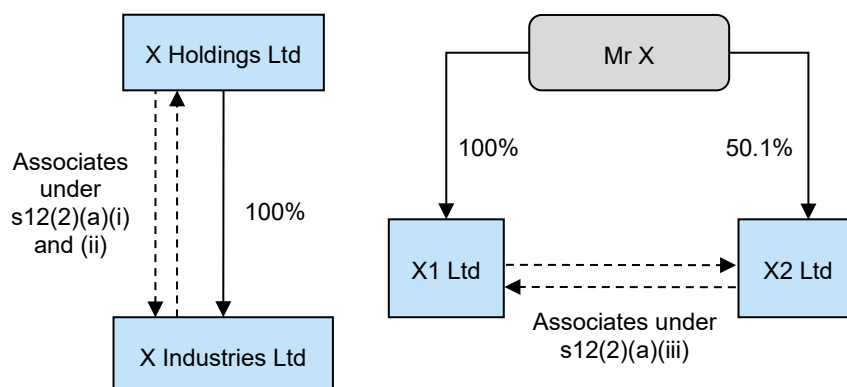 X Holdings Ltd
Associates
under
s12(2)(a)(i)
and (ii)
100%
X Industries Ltd
Mr X
100%
50.1%
X1 Ltd
X2 Ltd
Associates under
s12(2)(a)(iii)